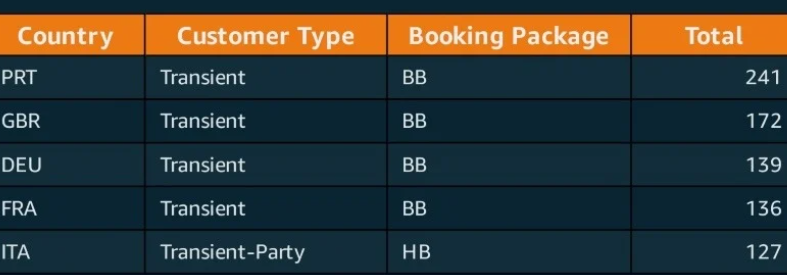 Country Customer Type Booking Package Total
PRT Transient BB 241
GBR Transient BB 172
DEU Transient BB 139
FRA Transient BB 136
ITA Transient-Party HB 127